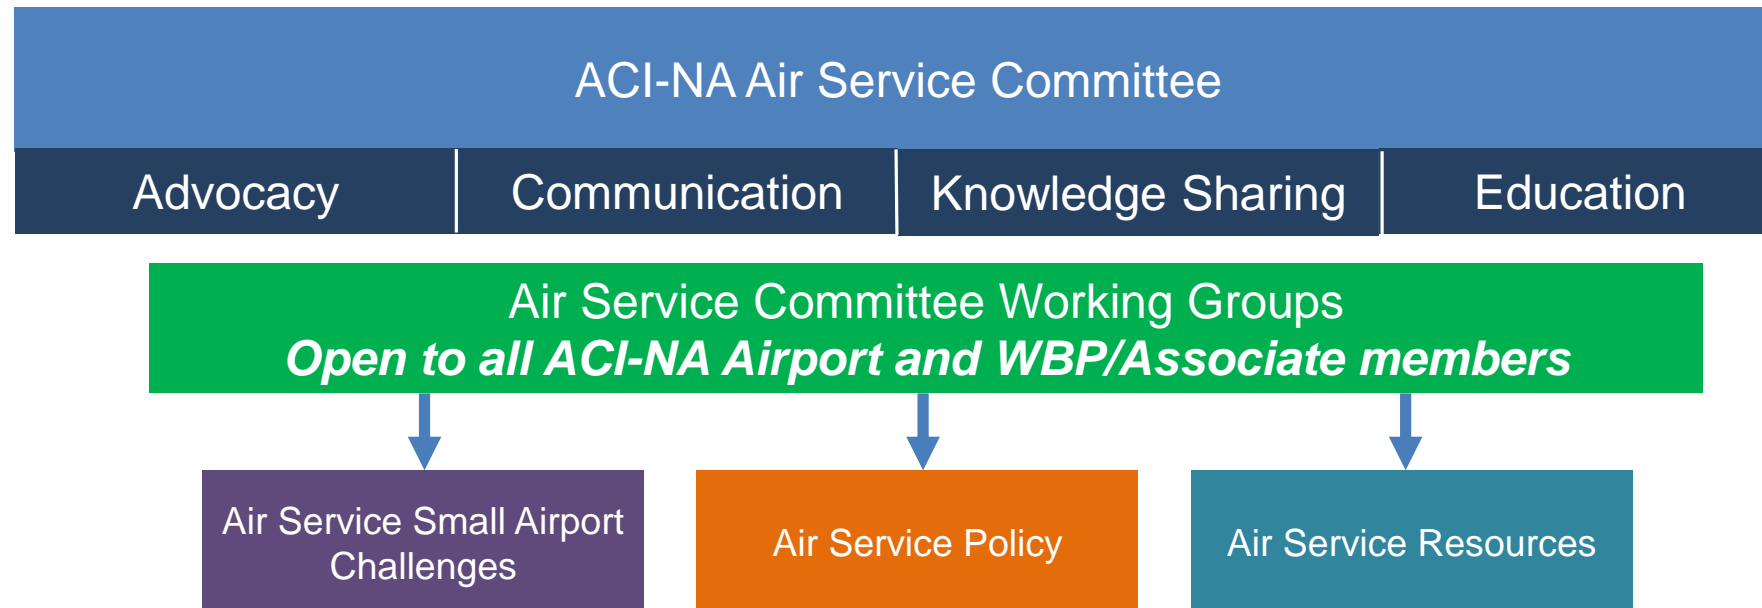 ACI-NA Air Service Committee
Advocacy
Communication
Knowledge Sharing
Education
Air Service Committee Working Groups
Open to all ACI-NA Airport and WBP/Associate members
Air Service Small Airport
Challenges
Air Service Policy
Air Service Resources